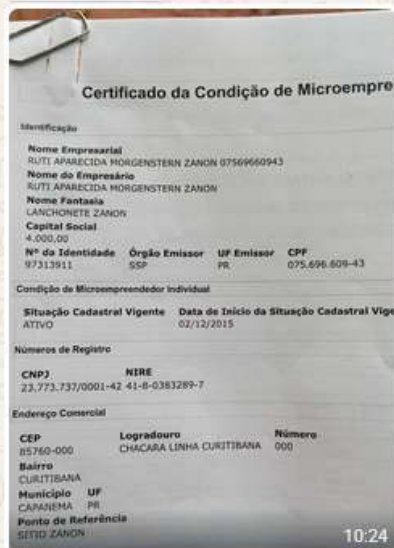 Certificado da Condição de Microempre
Identificação
Nome Empresarial
RUTI APARECIDA MORGENSTERN ZANON 07569660943
Nome do Empresário
RUTI APARECIDA MORGENSTERN ZANON
Nome Fantasia
LANCHONETE ZANON
Capital Social
4.000,00
Nº da Identidade Órgão Emissor UF Emissor CPF
97313911 SSP PR 075.696.609-43
Condição de Microempreendedor Individual
Situação Cadastral Vigente Data de Início da Situação Cadastral Vige
ATIVO 02/12/2015
Números de Registro
CNPJ NIRE
23.773.737/0001-42 41-8-0383289-7
Endereço Comercial
CEP Logradouro Número
85760-000 CHACARA LINHA CURITIBANA 000
Bairro
CURITIBANA
Município UF
CAPANEMA PR
Ponto de Referência
SITIO ZANON
10:24